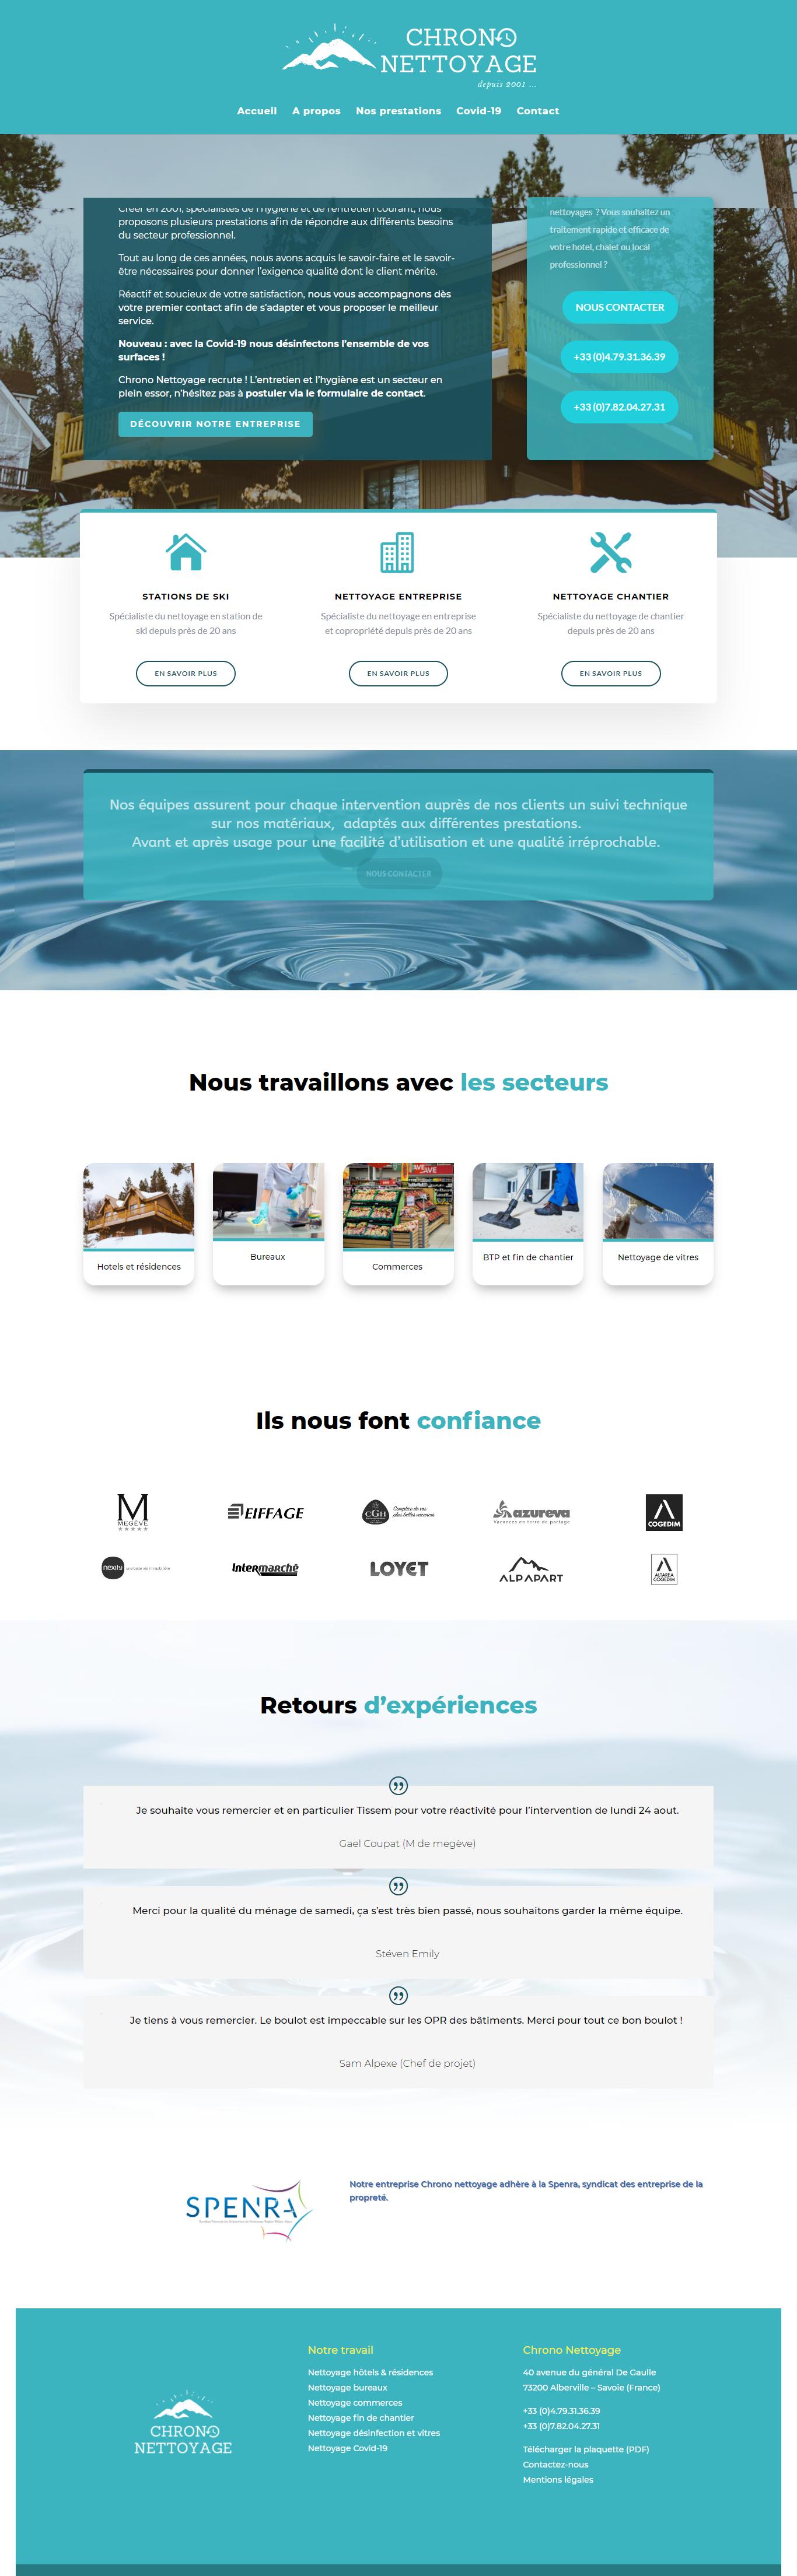 CHRONO
NETTOYAGE
depuis 2001 ...
Accueil A propos Nos prestations Covid-19 Contact
Créer en 2001, spécialistes de l'hygiène et de l'entretien courant, nous
proposons plusieurs prestations afin de répondre aux différents besoins
du secteur professionnel.
Tout au long de ces années, nous avons acquis le savoir-faire et le savoir-
être nécessaires pour donner l'exigence qualité dont le client mérite.
Réactif et soucieux de votre satisfaction, nous vous accompagnons dès
votre premier contact afin de s'adapter et vous proposer le meilleur
service.
Nouveau : avec la Covid-19 nous désinfectons l'ensemble de vos
surfaces !
Chrono Nettoyage recrute ! L'entretien et l'hygiène est un secteur en
plein essor, n'hésitez pas à postuler via le formulaire de contact.
DÉCOUVRIR NOTRE ENTREPRISE
nettoyages ? Vous souhaitez un
traitement rapide et efficace de
votre hotel, chalet ou local
professionnel ?
NOUS CONTACTER
+33 (0)4.79.31.36.39
+33 (0)7.82.04.27.31
STATIONS DE SKI
Spécialiste du nettoyage en station de
ski depuis près de 20 ans
EN SAVOIR PLUS
NETTOYAGE ENTREPRISE
Spécialiste du nettoyage en entreprise
et copropriété depuis près de 20 ans
EN SAVOIR PLUS
NETTOYAGE CHANTIER
Spécialiste du nettoyage de chantier
depuis près de 20 ans
EN SAVOIR PLUS
Nos équipes assurent pour chaque intervention auprès de nos clients un suivi technique
sur nos matériaux, adaptés aux différentes prestations.
Avant et après usage pour une facilité d'utilisation et une qualité irréprochable.
NOUS CONTACTER
Nous travaillons avec les secteurs
SAVE
Hotels et résidences
Bureaux
Commerces
BTP et fin de chantier
Nettoyage de vitres
Ils nous font confiance
M
MEGÈVE
EIFFAGE
CGH
Complice de vos
plus belles vacances
azureva
Vacances en terre de partage
COGEDIM
nexity
Intermarché
LOYET
ALPAPART
ALTAREA
COGEDIM
Retours d'expériences
Je souhaite vous remercier et en particulier Tissem pour votre réactivité pour l'intervention de lundi 24 aout.
Gael Coupat (M de megève)
Merci pour la qualité du ménage de samedi, ça s'est très bien passé, nous souhaitons garder la même équipe.
Stéven Emily
Je tiens à vous remercier. Le boulot est impeccable sur les OPR des bâtiments. Merci pour tout ce bon boulot !
Sam Alpexe (Chef de projet)
SPENRA
Notre entreprise Chrono nettoyage adhère à la Spenra, syndicat des entreprise de la
propreté.
CHRONO
NETTOYAGE
Notre travail
Nettoyage hôtels & résidences
Nettoyage bureaux
Nettoyage commerces
Nettoyage fin de chantier
Nettoyage désinfection et vitres
Nettoyage Covid-19
Chrono Nettoyage
40 avenue du général De Gaulle
73200 Alberville – Savoie (France)
+33 (0)4.79.31.36.39
+33 (0)7.82.04.27.31
Télécharger la plaquette (PDF)
Contactez-nous
Mentions légales